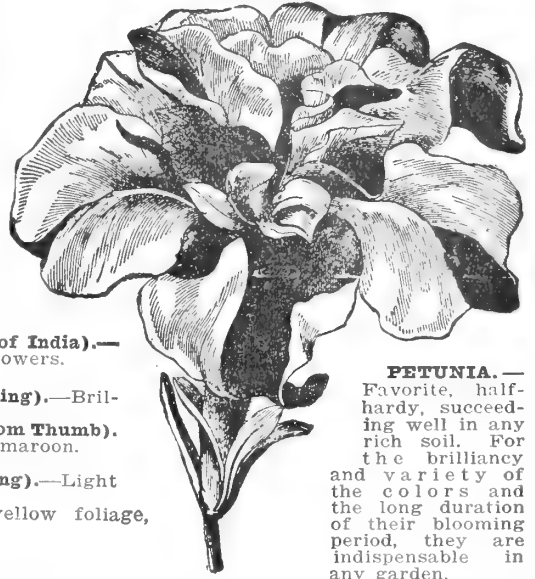 of India).—
owers.
ing).—Bril-
om Thumb).
maroon.
ng).—Light
yellow foliage,
PETUNIA.—
Favorite, half-
hardy, succeed-
ing well in any
rich soil. For
the brilliancy
and variety of
the colors and
the long duration
of their blooming
period, they are
indispensable in
any garden.